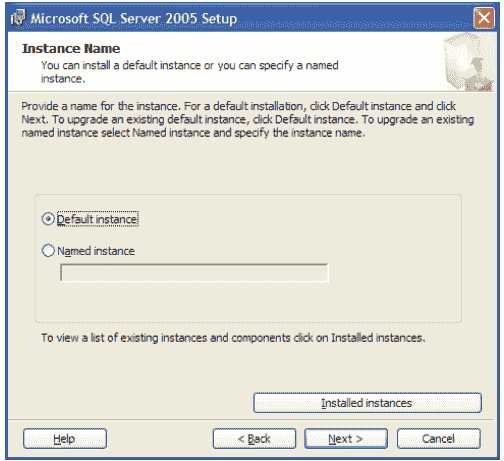 Microsoft SQL Server 2005 Setup
Instance Name
You can install a default instance or you can specify a named
instance.
Provide a name for the instance. For a default installation, click Default instance and click
Next. To upgrade an existing default instance, click Default instance. To upgrade an existing
named instance select Named instance and specify the instance name.
Default instance
Named instance
To view a list of existing instances and components click on Installed instances.
Installed instances
Help
< Back
Next >
Cancel